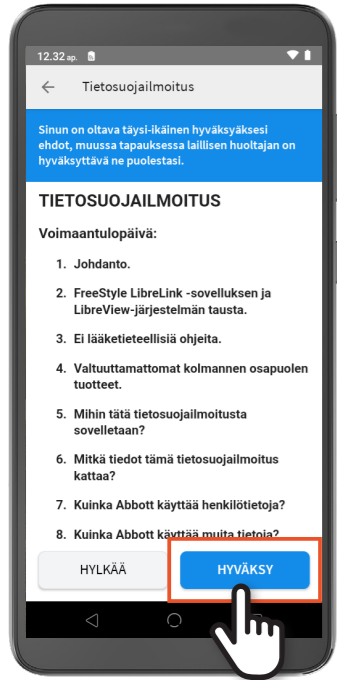 12.32 ap.
Tietosuojailmoitus
Sinun on oltava täysi-ikäinen hyväksyäksesi
ehdot, muussa tapauksessa laillisen huoltajan on
hyväksyttävä ne puolestasi.
TIETOSUOJAILMOITUS
Voimaantulopäivä:
1. Johdanto.
2. FreeStyle LibreLink -sovelluksen ja
LibreView-järjestelmän tausta.
3. Ei lääketieteellisiä ohjeita.
4. Valtuuttamattomat kolmannen osapuolen
tuotteet.
5. Mihin tätä tietosuojailmoitusta
sovelletaan?
6. Mitkä tiedot tämä tietosuojailmoitus
kattaa?
7. Kuinka Abbott käyttää henkilötietoja?
8. Kuinka Abbott käyttää muita tietoja?
HYLKÄÄ
HYVÄKSY